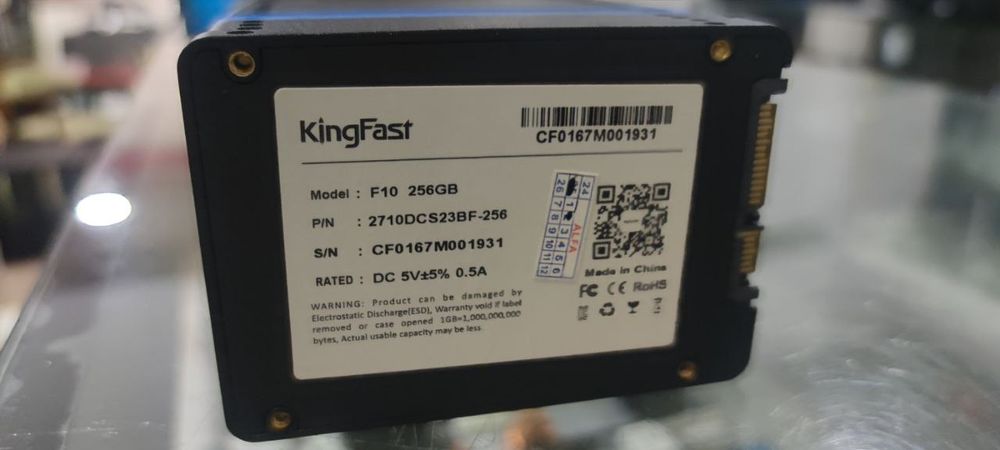 KingFast
CF0167M001931
Model : F10 256GB
P/N : 2710DCS23BF-256
S/N : CF0167M001931
RATED : DC 5V±5% 0.5A
WARNING: Product can be damaged by
Electrostatic Discharge(ESD), Warranty void if label
removed or case opened 1GB=1,000,000,000
bytes, Actual usable capacity may be less.
24 26
1 3 4 5 6
ALFA
7 8 9 10 11 12
Made in China
FC CE RoHS